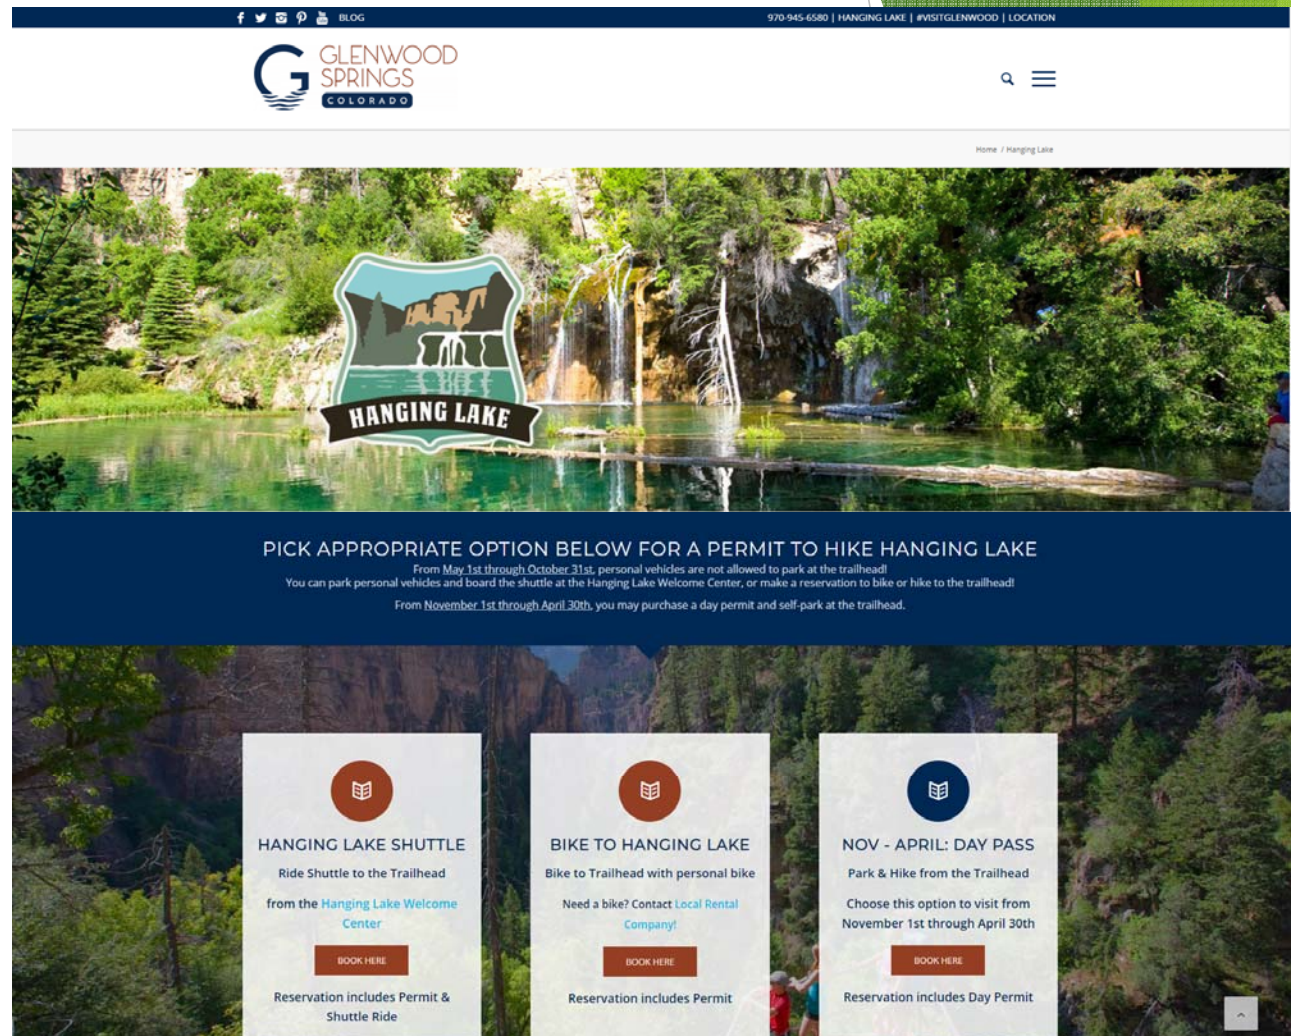 BLOG
970-945-6580 | HANGING LAKE | #VISITGLENWOOD | LOCATION
GLENWOOD
SPRINGS
COLORADO
Home / Hanging Lake
HANGING LAKE
PICK APPROPRIATE OPTION BELOW FOR A PERMIT TO HIKE HANGING LAKE
From May 1st through October 31st, personal vehicles are not allowed to park at the trailhead!
You can park personal vehicles and board the shuttle at the Hanging Lake Welcome Center, or make a reservation to bike or hike to the trailhead!
From November 1st through April 30th, you may purchase a day permit and self-park at the trailhead.
HANGING LAKE SHUTTLE
Ride Shuttle to the Trailhead
from the Hanging Lake Welcome
Center
BOOK HERE
Reservation includes Permit &
Shuttle Ride
BIKE TO HANGING LAKE
Bike to Trailhead with personal bike
Need a bike? Contact Local Rental
Company!
BOOK HERE
Reservation includes Permit
NOV - APRIL: DAY PASS
Park & Hike from the Trailhead
Choose this option to visit from
November 1st through April 30th
BOOK HERE
Reservation includes Day Permit